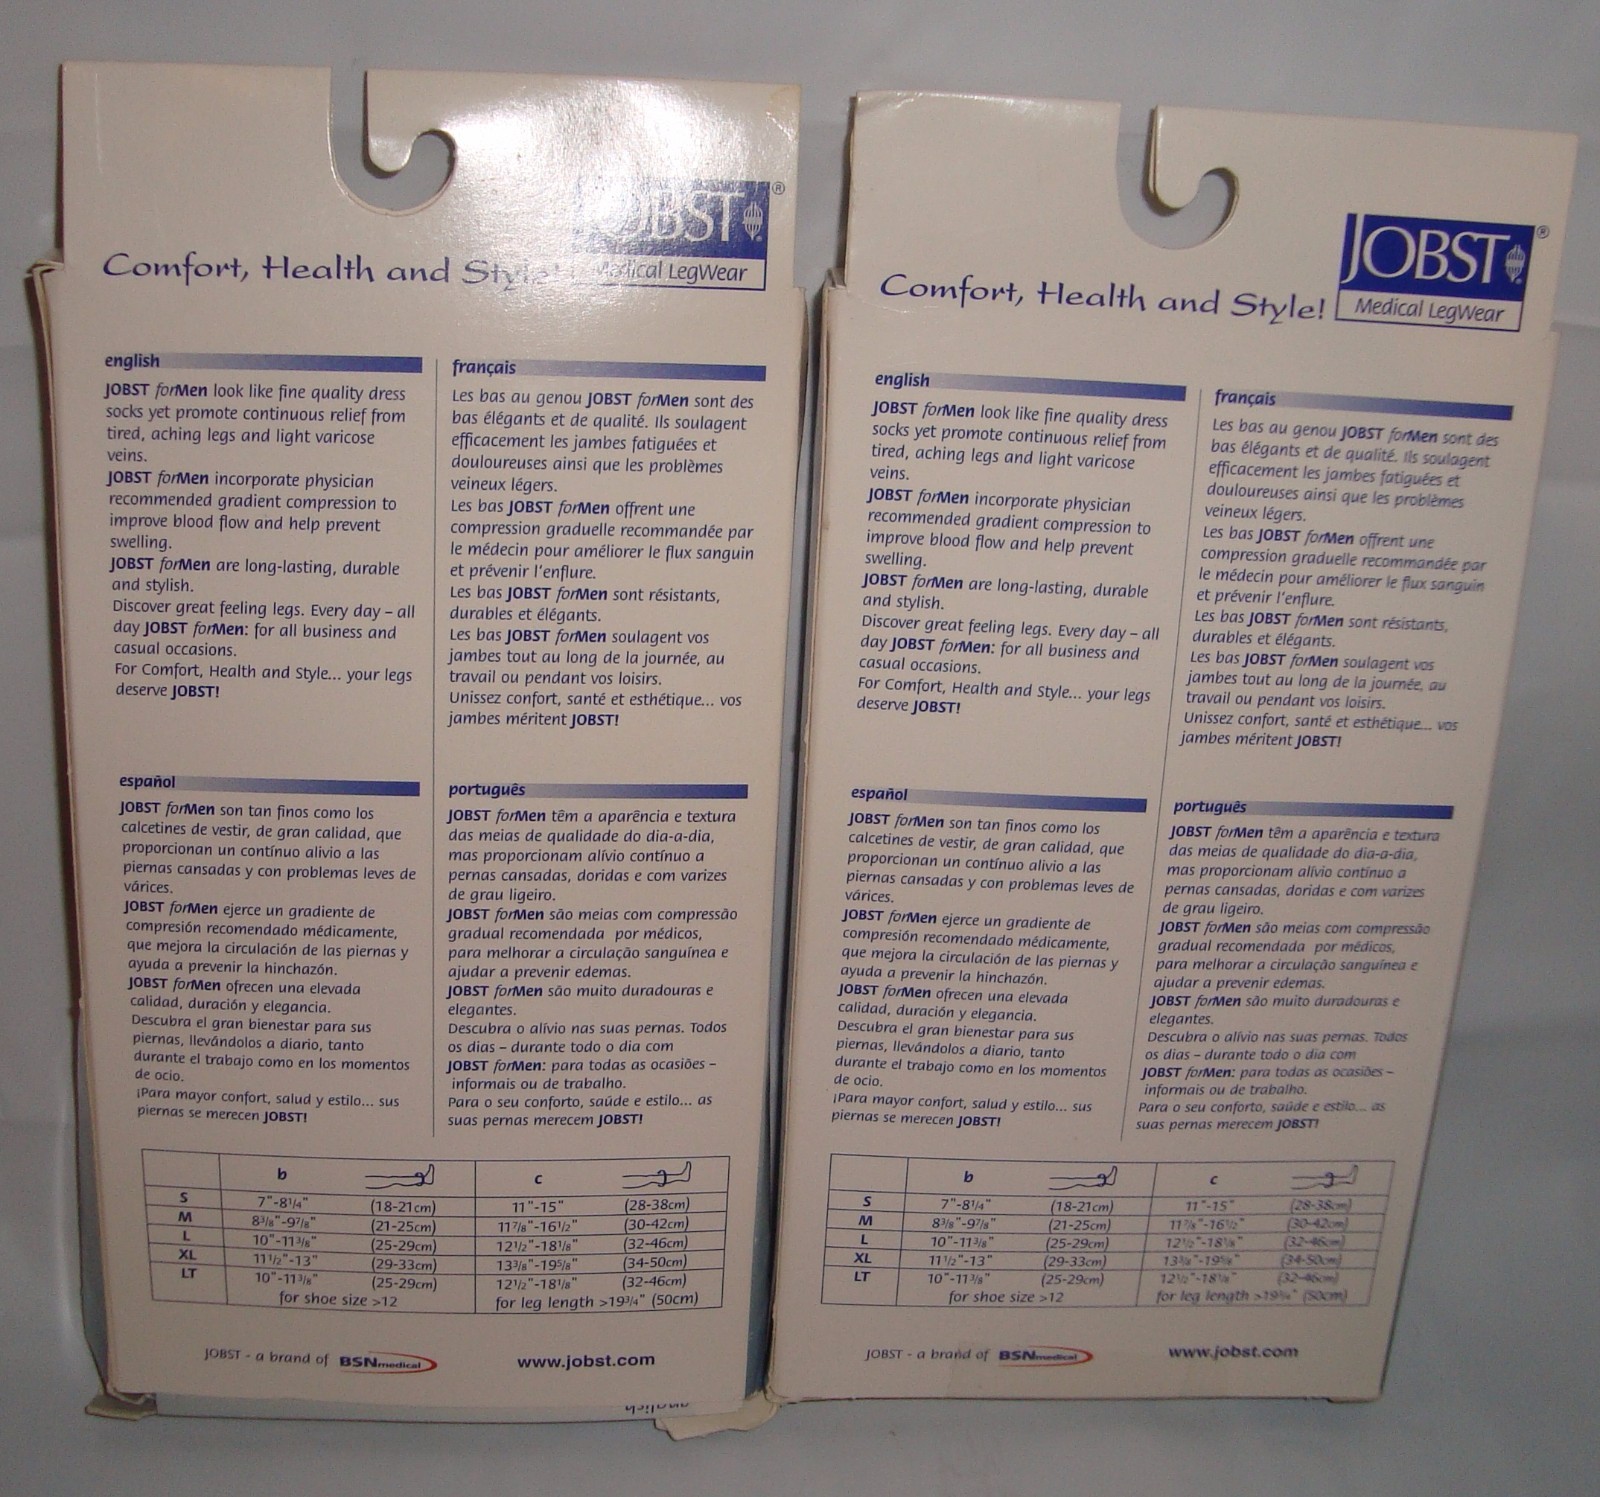 JOBST®
Comfort, Health and Style!
Medical LegWear
english
JOBST forMen look like fine quality dress
socks yet promote continuous relief from
tired, aching legs and light varicose
veins.
JOBST forMen incorporate physician
recommended gradient compression to
improve blood flow and help prevent
swelling.
JOBST forMen are long-lasting, durable
and stylish.
Discover great feeling legs. Every day – all
day JOBST forMen: for all business and
casual occasions.
For Comfort, Health and Style... your legs
deserve JOBST!
français
Les bas au genou JOBST forMen sont des
bas élégants et de qualité. Ils soulagent
efficacement les jambes fatiguées et
douloureuses ainsi que les problèmes
veineux légers.
Les bas JOBST forMen offrent une
compression graduelle recommandée par
le médecin pour améliorer le flux sanguin
et prévenir l'enflure.
Les bas JOBST forMen sont résistants,
durables et élégants.
Les bas JOBST forMen soulagent vos
jambes tout au long de la journée, au
travail ou pendant vos loisirs.
Unissez confort, santé et esthétique... vos
jambes méritent JOBST!
español
JOBST forMen son tan finos como los
calcetines de vestir, de gran calidad, que
proporcionan un contínuo alivio a las
piernas cansadas y con problemas leves de
várices.
JOBST forMen ejerce un gradiente de
compresión recomendado médicamente,
que mejora la circulación de las piernas y
ayuda a prevenir la hinchazón.
JOBST forMen ofrecen una elevada
calidad, duración y elegancia.
Descubra el gran bienestar para sus
piernas, llevándolos a diario, tanto
durante el trabajo como en los momentos
de ocio.
¡Para mayor confort, salud y estilo... sus
piernas se merecen JOBST!
português
JOBST forMen têm a aparência e textura
das meias de qualidade do dia-a-dia,
mas proporcionam alívio contínuo a
pernas cansadas, doridas e com varizes
de grau ligeiro.
JOBST forMen são meias com compressão
gradual recomendada por médicos,
para melhorar a circulação sanguínea e
ajudar a prevenir edemas.
JOBST forMen são muito duradouras e
elegantes.
Descubra o alívio nas suas pernas. Todos
os dias – durante todo o dia com
JOBST forMen: para todas as ocasiões –
informais ou de trabalho.
Para o seu conforto, saúde e estilo... as
suas pernas merecem JOBST!
b c
S 7"-8¼" (18-21cm) 11"-15" (28-38cm)
M 8⅜"-9⅞" (21-25cm) 11⅞"-16½" (30-42cm)
L 10"-11⅜" (25-29cm) 12½"-18⅛" (32-46cm)
XL 11½"-13" (29-33cm) 13⅜"-19⅝" (34-50cm)
LT 10"-11⅜" (25-29cm) 12½"-18⅛" (32-46cm)
for shoe size >12 for leg length >19¾" (50cm)
JOBST - a brand of BSNmedical www.jobst.com
english
JOBST®
Comfort, Health and Style!
Medical LegWear
english
JOBST forMen look like fine quality dress
socks yet promote continuous relief from
tired, aching legs and light varicose
veins.
JOBST forMen incorporate physician
recommended gradient compression to
improve blood flow and help prevent
swelling.
JOBST forMen are long-lasting, durable
and stylish.
Discover great feeling legs. Every day – all
day JOBST forMen: for all business and
casual occasions.
For Comfort, Health and Style... your legs
deserve JOBST!
français
Les bas au genou JOBST forMen sont des
bas élégants et de qualité. Ils soulagent
efficacement les jambes fatiguées et
douloureuses ainsi que les problèmes
veineux légers.
Les bas JOBST forMen offrent une
compression graduelle recommandée par
le médecin pour améliorer le flux sanguin
et prévenir l'enflure.
Les bas JOBST forMen sont résistants,
durables et élégants.
Les bas JOBST forMen soulagent vos
jambes tout au long de la journée, au
travail ou pendant vos loisirs.
Unissez confort, santé et esthétique... vos
jambes méritent JOBST!
español
JOBST forMen son tan finos como los
calcetines de vestir, de gran calidad, que
proporcionan un contínuo alivio a las
piernas cansadas y con problemas leves de
várices.
JOBST forMen ejerce un gradiente de
compresión recomendado médicamente,
que mejora la circulación de las piernas y
ayuda a prevenir la hinchazón.
JOBST forMen ofrecen una elevada
calidad, duración y elegancia.
Descubra el gran bienestar para sus
piernas, llevándolos a diario, tanto
durante el trabajo como en los momentos
de ocio.
¡Para mayor confort, salud y estilo... sus
piernas se merecen JOBST!
português
JOBST forMen têm a aparência e textura
das meias de qualidade do dia-a-dia,
mas proporcionam alívio contínuo a
pernas cansadas, doridas e com varizes
de grau ligeiro.
JOBST forMen são meias com compressão
gradual recomendada por médicos,
para melhorar a circulação sanguínea e
ajudar a prevenir edemas.
JOBST forMen são muito duradouras e
elegantes.
Descubra o alívio nas suas pernas. Todos
os dias – durante todo o dia com
JOBST forMen: para todas as ocasiões –
informais ou de trabalho.
Para o seu conforto, saúde e estilo... as
suas pernas merecem JOBST!
b c
S 7"-8¼" (18-21cm) 11"-15" (28-38cm)
M 8⅜"-9⅞" (21-25cm) 11⅞"-16½" (30-42cm)
L 10"-11⅜" (25-29cm) 12½"-18⅛" (32-46cm)
XL 11½"-13" (29-33cm) 13⅜"-19⅝" (34-50cm)
LT 10"-11⅜" (25-29cm) 12½"-18⅛" (32-46cm)
for shoe size >12 for leg length >19¾" (50cm)
JOBST - a brand of BSNmedical www.jobst.com